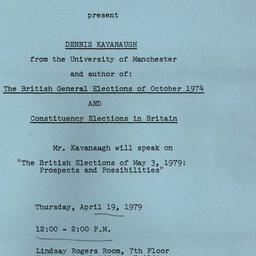 present
DENNIS KAVANAUGH
from the University of Manchester
and author of:
The British General Elections of October 1974
AND
Constituency Elections in Britain
Mr. Kavanaugh will speak on
"The British Elections of May 3, 1979:
Prospects and Possibilities"
Thursday, April 19, 1979
12:00 - 2:00 P.M.
Lindsay Rogers Room, 7th Floor